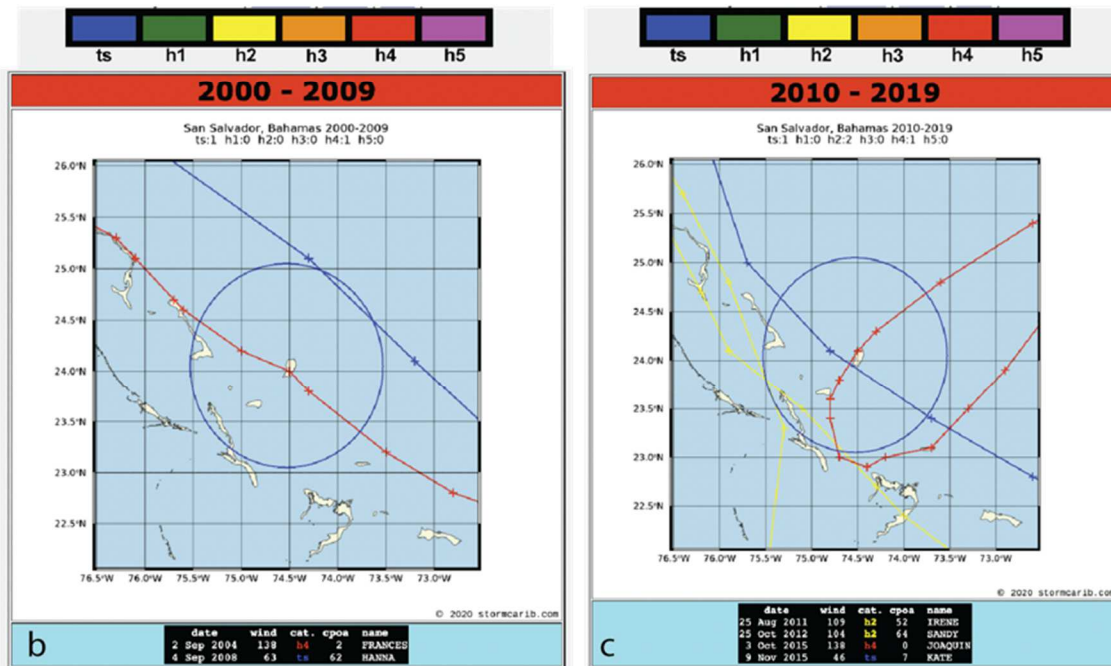 ts h1 h2 h3 h4 h5
2000 - 2009
San Salvador, Bahamas 2000-2009
ts:1 h1:0 h2:0 h3:0 h4:1 h5:0
26.0°N
25.5°N
25.0°N
24.5°N
24.0°N
23.5°N
23.0°N
22.5°N
76.5°W 76.0°W 75.5°W 75.0°W 74.5°W 74.0°W 73.5°W 73.0°W
© 2020 stormcarib.com
b
date wind cat. cpoa name
2 Sep 2004 138 h4 2 FRANCES
4 Sep 2008 63 ts 62 HANNA
ts h1 h2 h3 h4 h5
2010 - 2019
San Salvador, Bahamas 2010-2019
ts:1 h1:0 h2:2 h3:0 h4:1 h5:0
26.0°N
25.5°N
25.0°N
24.5°N
24.0°N
23.5°N
23.0°N
22.5°N
76.5°W 76.0°W 75.5°W 75.0°W 74.5°W 74.0°W 73.5°W 73.0°W
© 2020 stormcarib.com
c
date wind cat. cpoa name
25 Aug 2011 109 h2 52 IRENE
25 Oct 2012 104 h2 64 SANDY
3 Oct 2015 138 h4 0 JOAQUIN
9 Nov 2015 46 ts 7 KATE